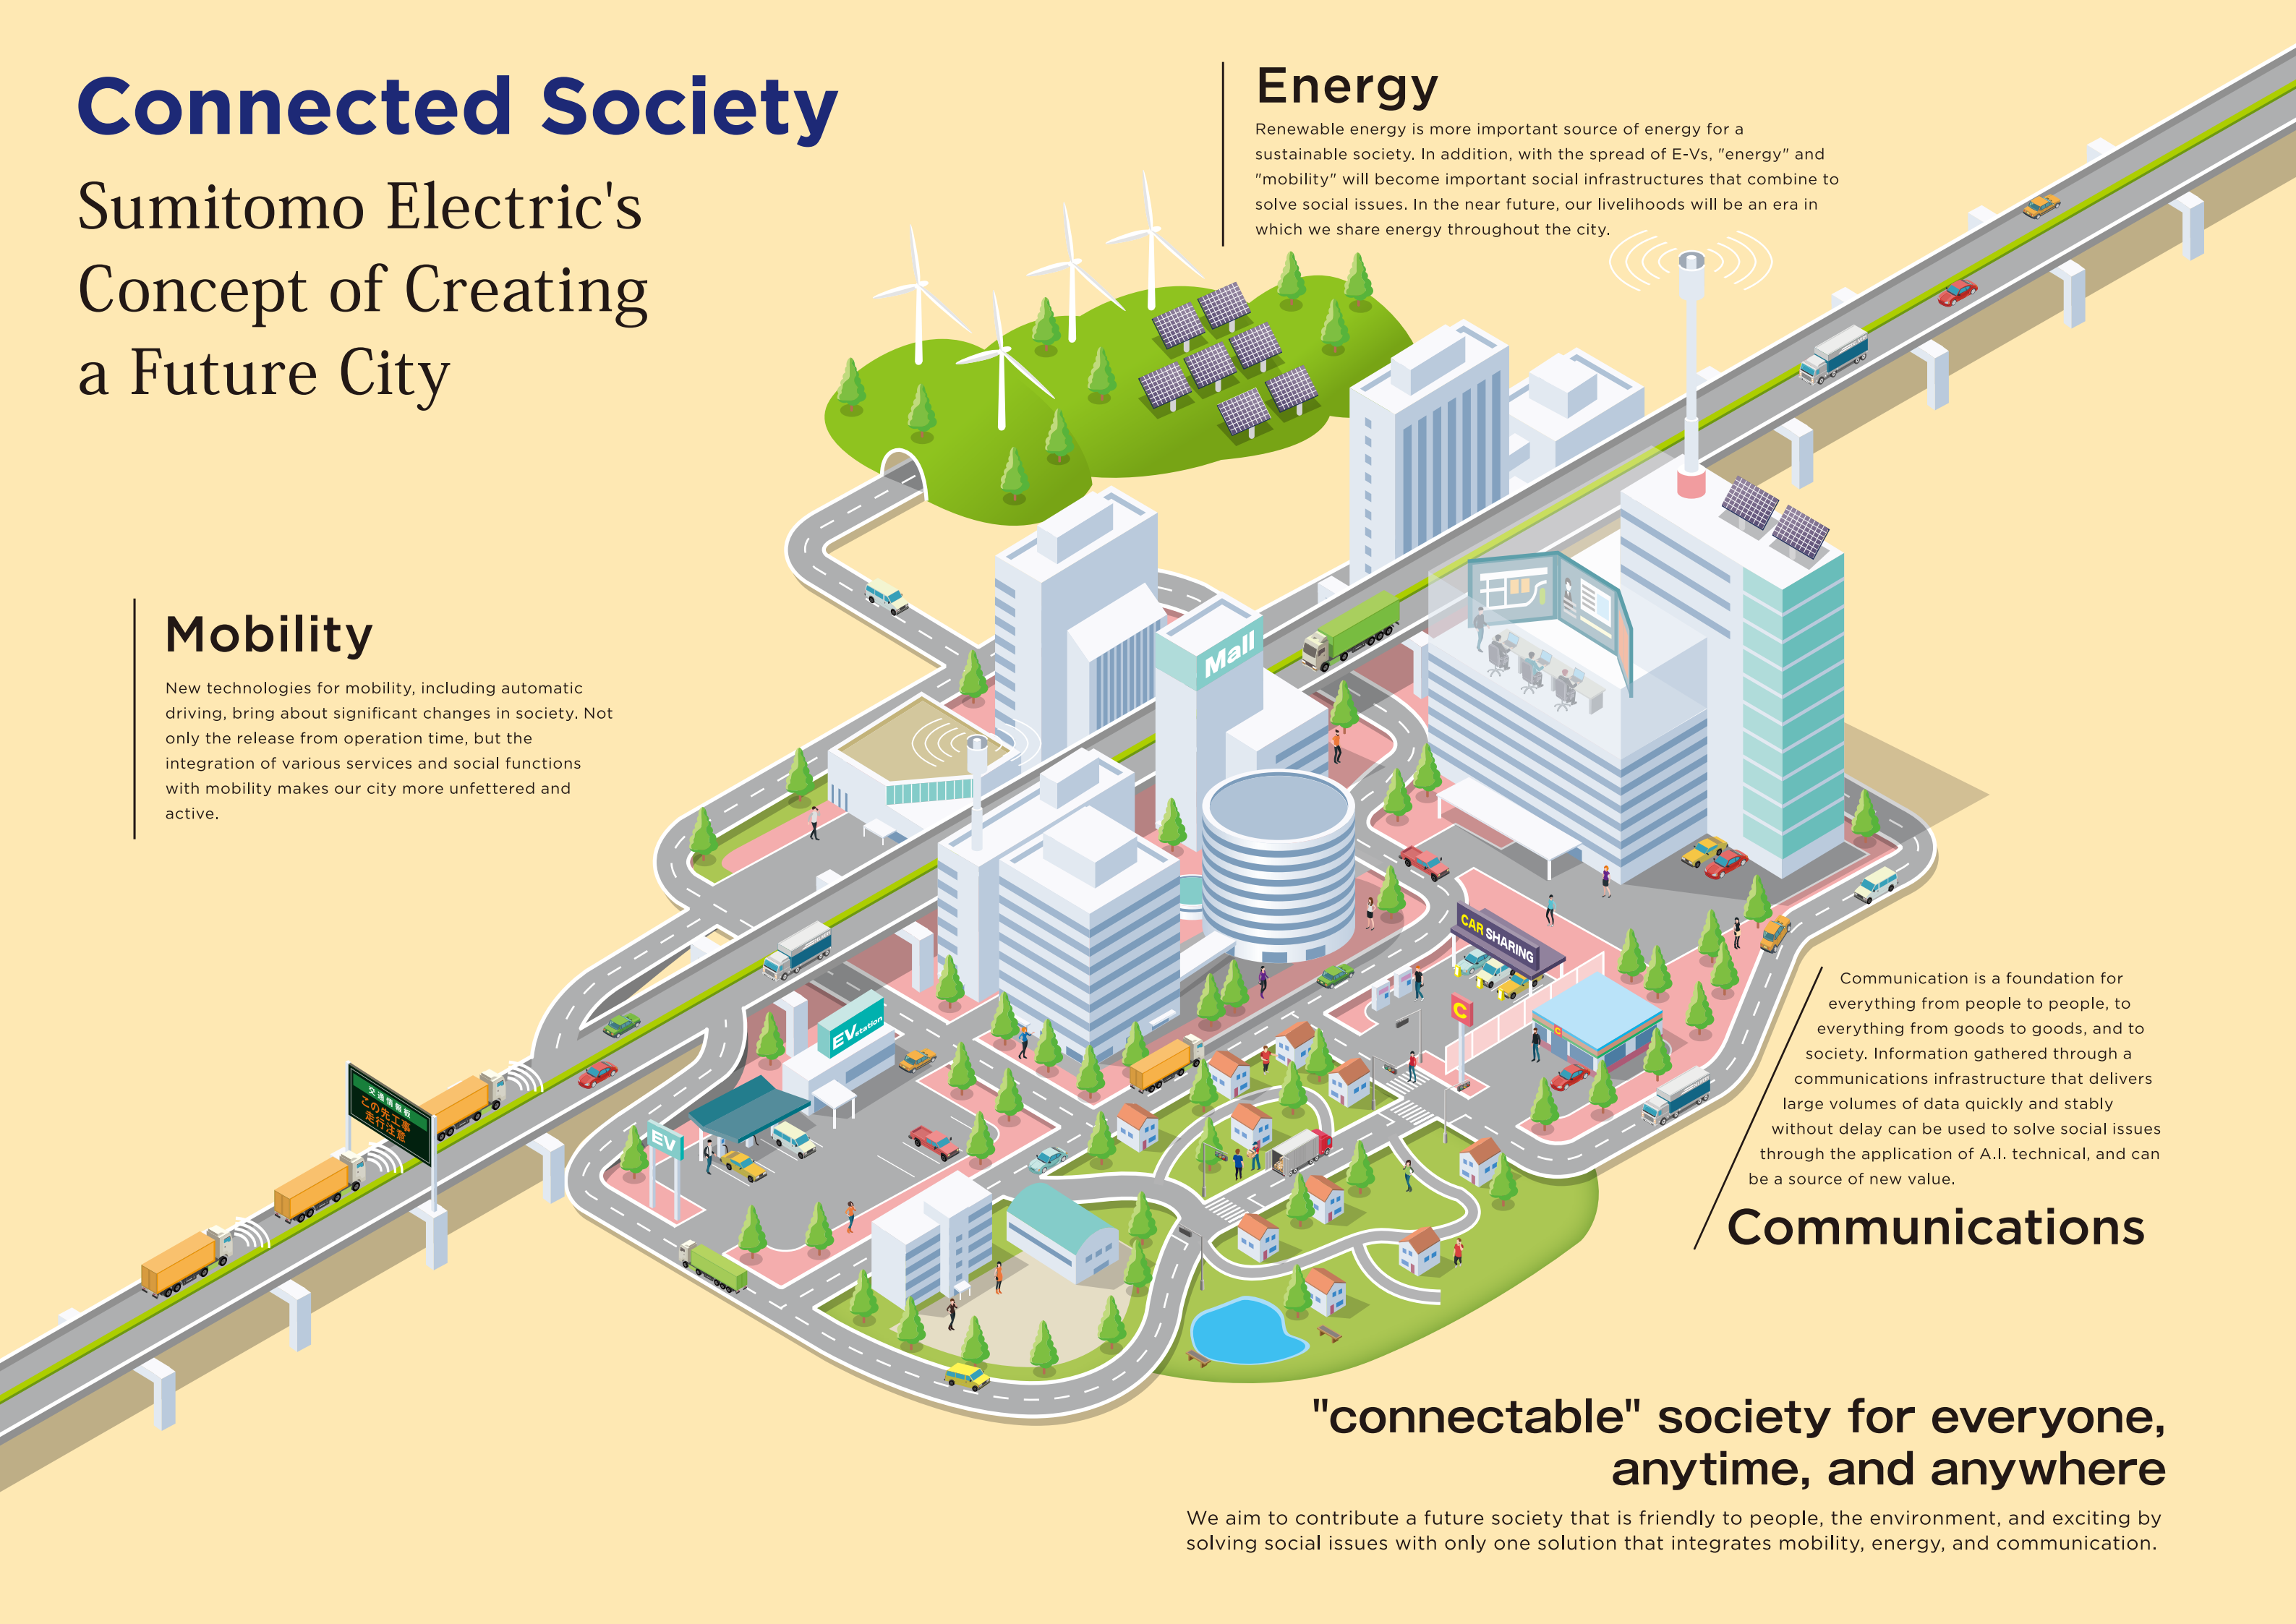 Connected Society
Sumitomo Electric's
Concept of Creating
a Future City
Energy
Renewable energy is more important source of energy for a
sustainable society. In addition, with the spread of E-Vs, "energy" and
"mobility" will become important social infrastructures that combine to
solve social issues. In the near future, our livelihoods will be an era in
which we share energy throughout the city.
Mobility
New technologies for mobility, including automatic
driving, bring about significant changes in society. Not
only the release from operation time, but the
integration of various services and social functions
with mobility makes our city more unfettered and
active.
Mall
CAR SHARING
C
C
EVstation
EV
交通情報板
この先工事
走行注意
Communication is a foundation for
everything from people to people, to
everything from goods to goods, and to
society. Information gathered through a
communications infrastructure that delivers
large volumes of data quickly and stably
without delay can be used to solve social issues
through the application of A.I. technical, and can
be a source of new value.
Communications
"connectable" society for everyone,
anytime, and anywhere
We aim to contribute a future society that is friendly to people, the environment, and exciting by
solving social issues with only one solution that integrates mobility, energy, and communication.